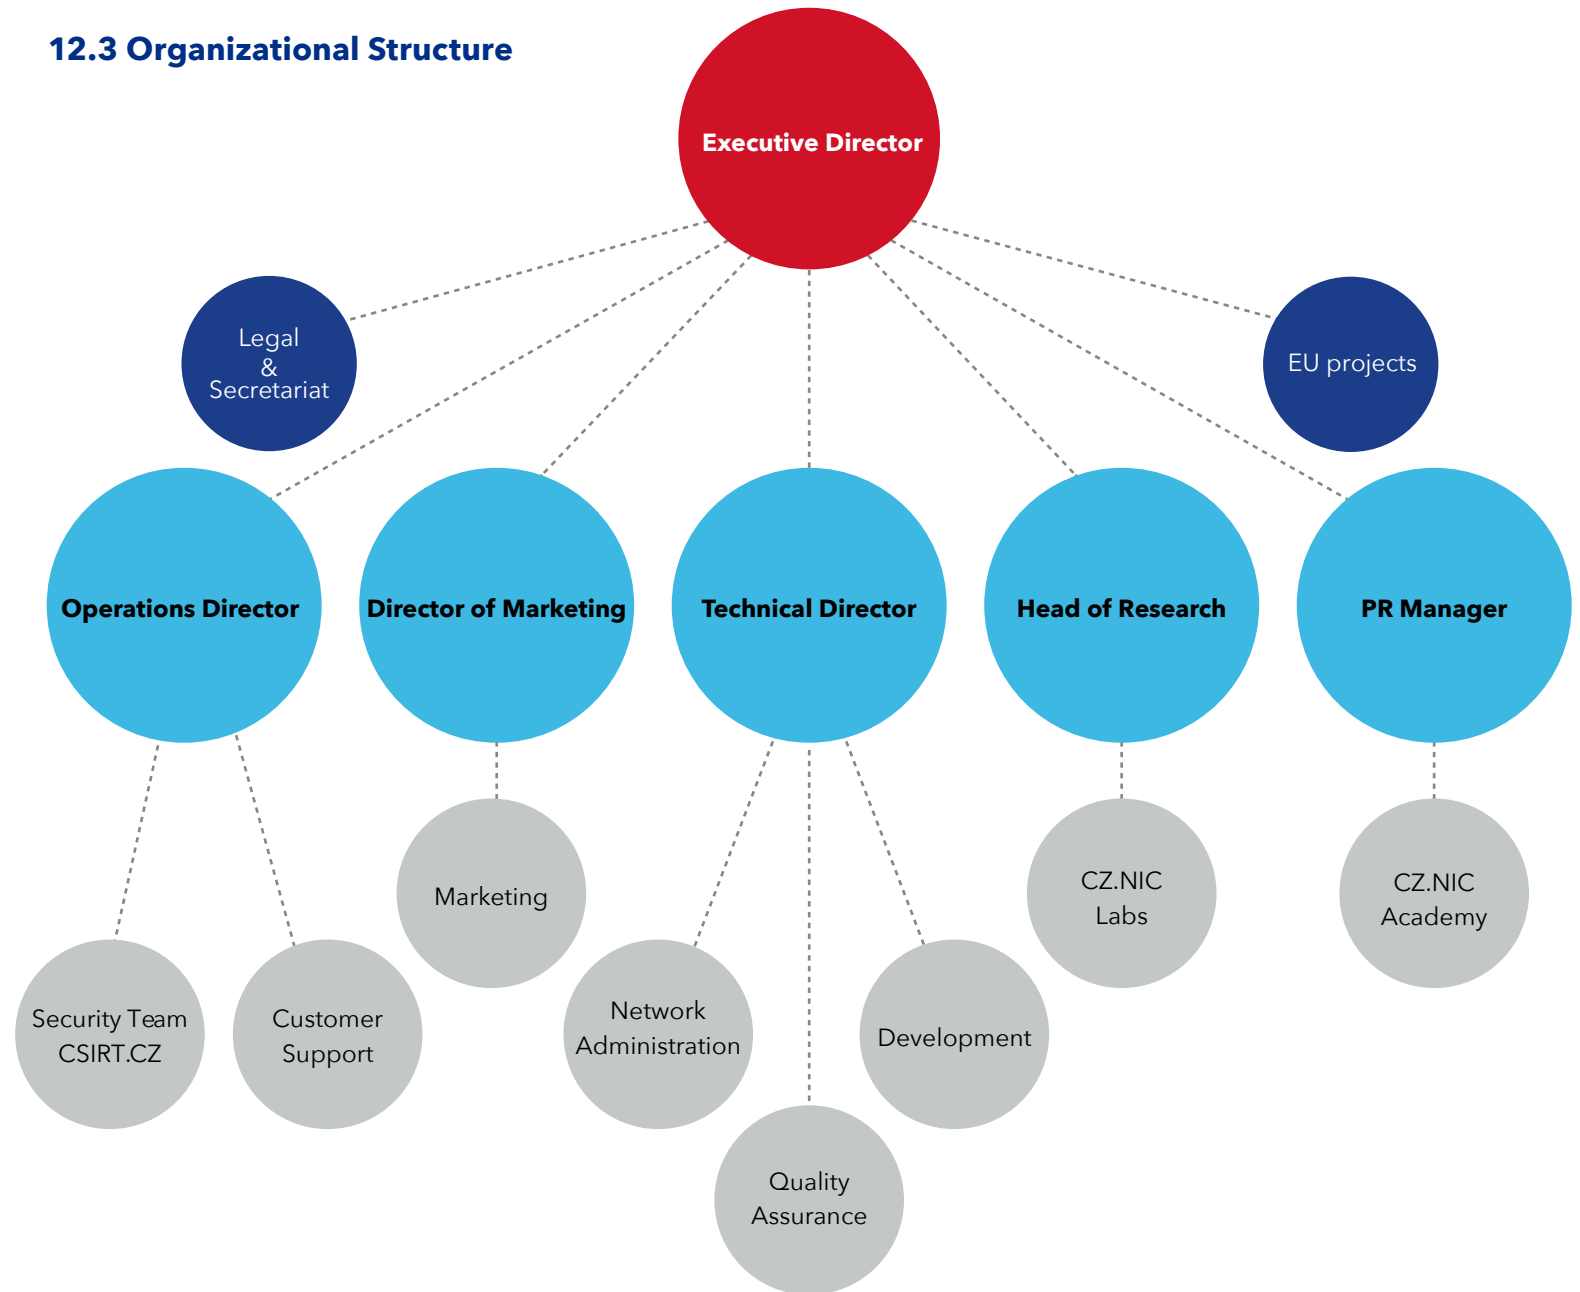 12.3 Organizational Structure
Executive Director
Legal
&
Secretariat
EU projects
Operations Director
Director of Marketing
Technical Director
Head of Research
PR Manager
Marketing
CZ.NIC
Labs
CZ.NIC
Academy
Security Team
CSIRT.CZ
Customer
Support
Network
Administration
Development
Quality
Assurance